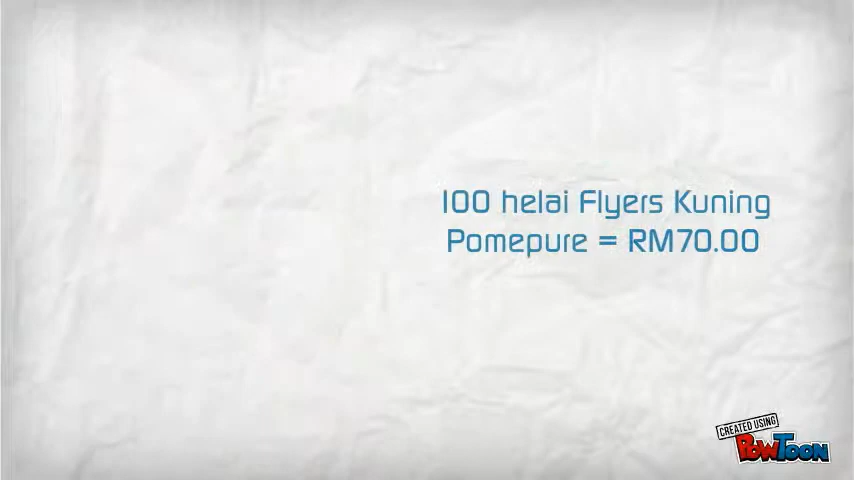 100 helai Flyers Kuning
Pomepure = RM70.00
CREATED USING
POWTOON